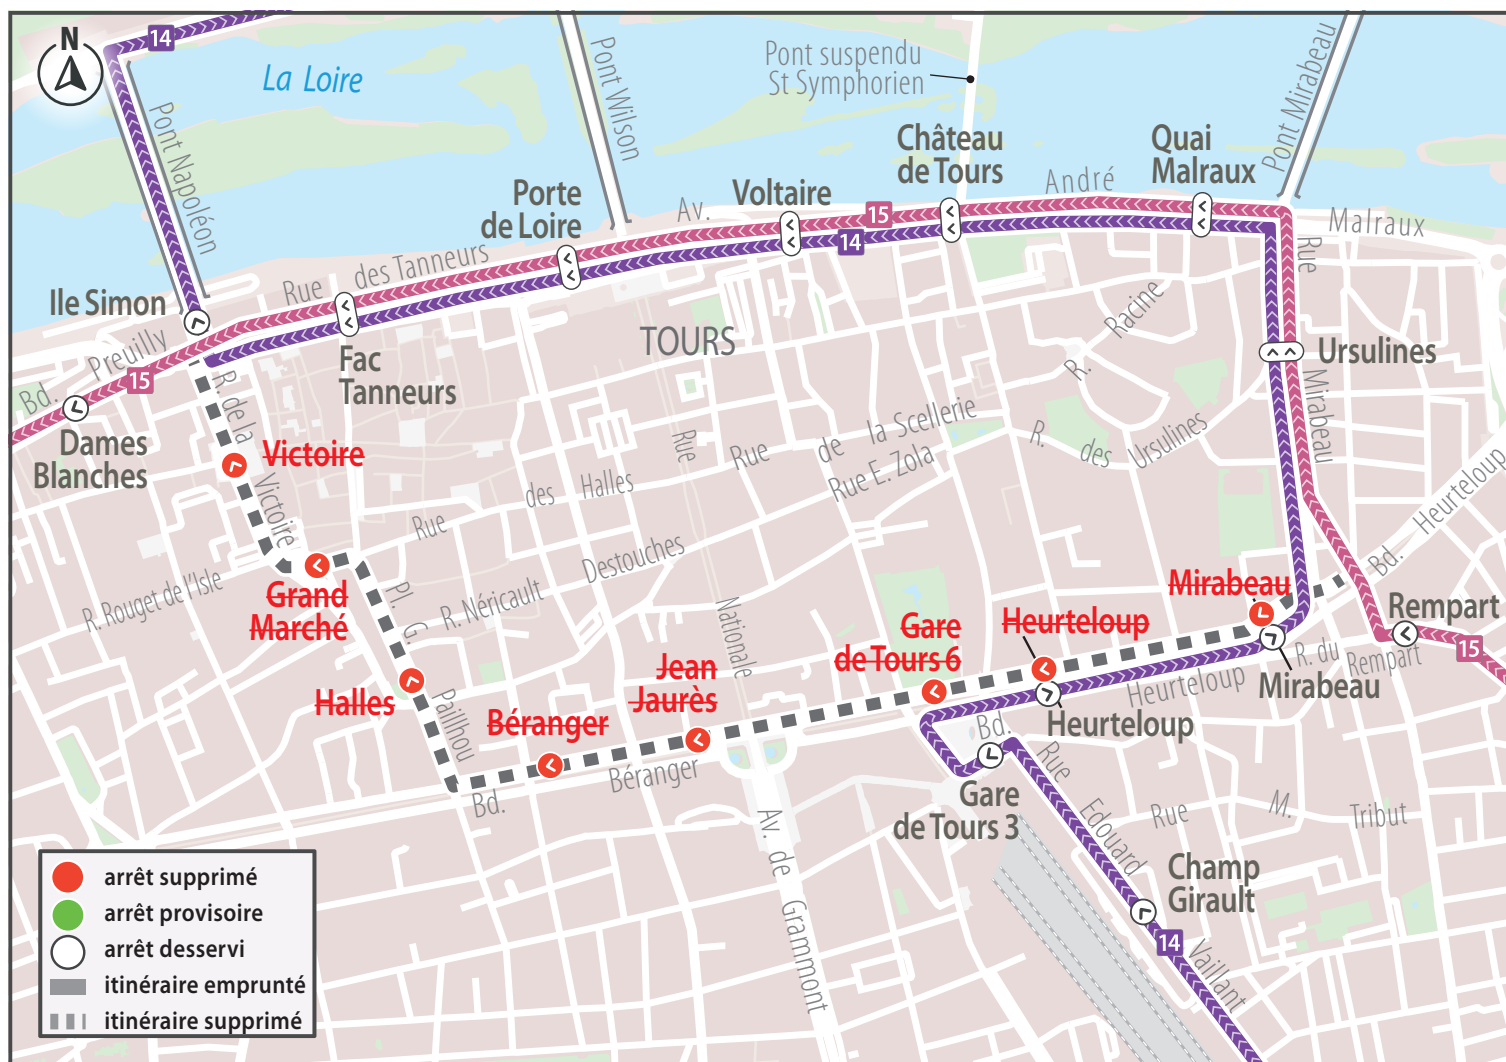 N
14
La Loire
Pont Napoléon
Pont Wilson
Pont suspendu
St Symphorien
Pont Mirabeau
Château
de Tours
Quai
Malraux
Porte
de Loire
Voltaire
Av.
15
André
Malraux
14
Rue
des Tanneurs
Ile Simon
Bd.
Preuilly
15
Fac
Tanneurs
TOURS
R.
Racine
Rue
Mirabeau
Ursulines
Dames
Blanches
R. de la
Victoire
Victoire
Rue
des
Halles
Rue
Rue
de
la Scellerie
Rue E. Zola
R.
des
Ursulines
Bd.
Heurteloup
R. Rouget de l'Isle
Grand
Marché
Pl.
G.
Pailhou
R. Néricault
Destouches
Nationale
Mirabeau
Heurteloup
Gare
de Tours 6
Rempart
15
R. du
Rempart
Mirabeau
Heurteloup
Heurteloup
Jean
Jaurès
Halles
Béranger
Bd.
Béranger
Bd.
Gare
de Tours 3
Rue
Edouard
Vaillant
Rue
M.
Tribut
Av.
de
Grammont
Champ
Girault
14
arrêt supprimé
arrêt provisoire
arrêt desservi
itinéraire emprunté
itinéraire supprimé